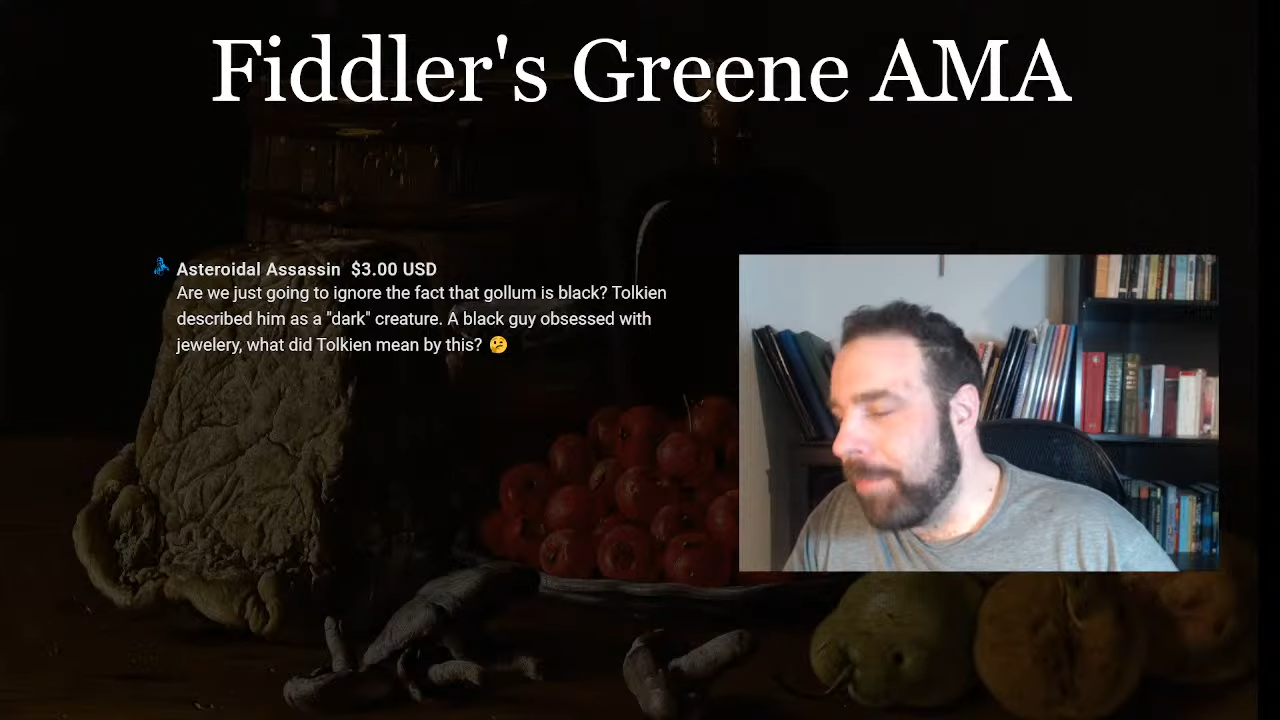 Fiddler's Greene AMA
Asteroidal Assassin $3.00 USD
Are we just going to ignore the fact that gollum is black? Tolkien
described him as a "dark" creature. A black guy obsessed with
jewelery, what did Tolkien mean by this? 🤔